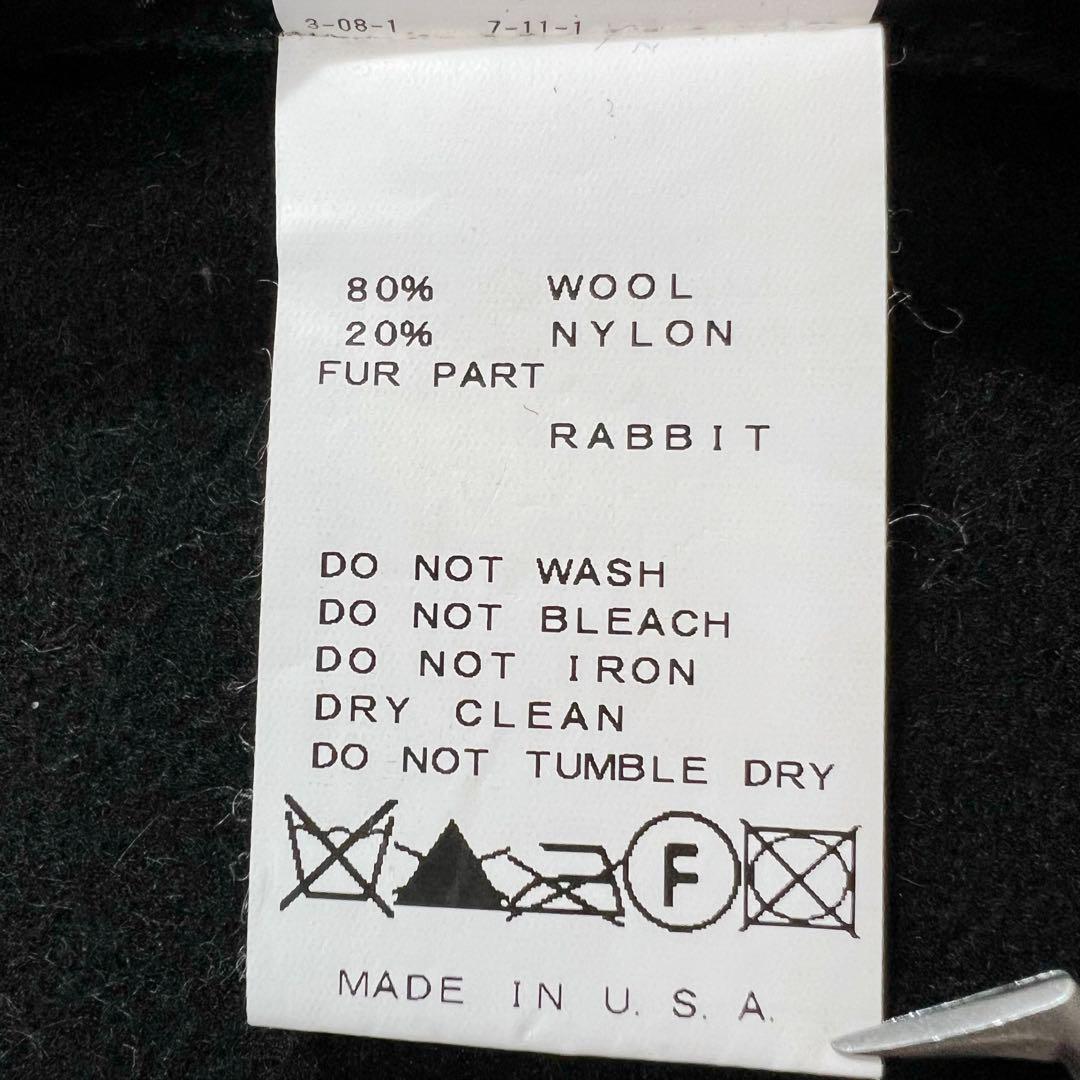 3-08-1 7-11-1
80% WOOL
20% NYLON
FUR PART
RABBIT
DO NOT WASH
DO NOT BLEACH
DO NOT IRON
DRY CLEAN
DO NOT TUMBLE DRY
F
MADE IN U.S.A.